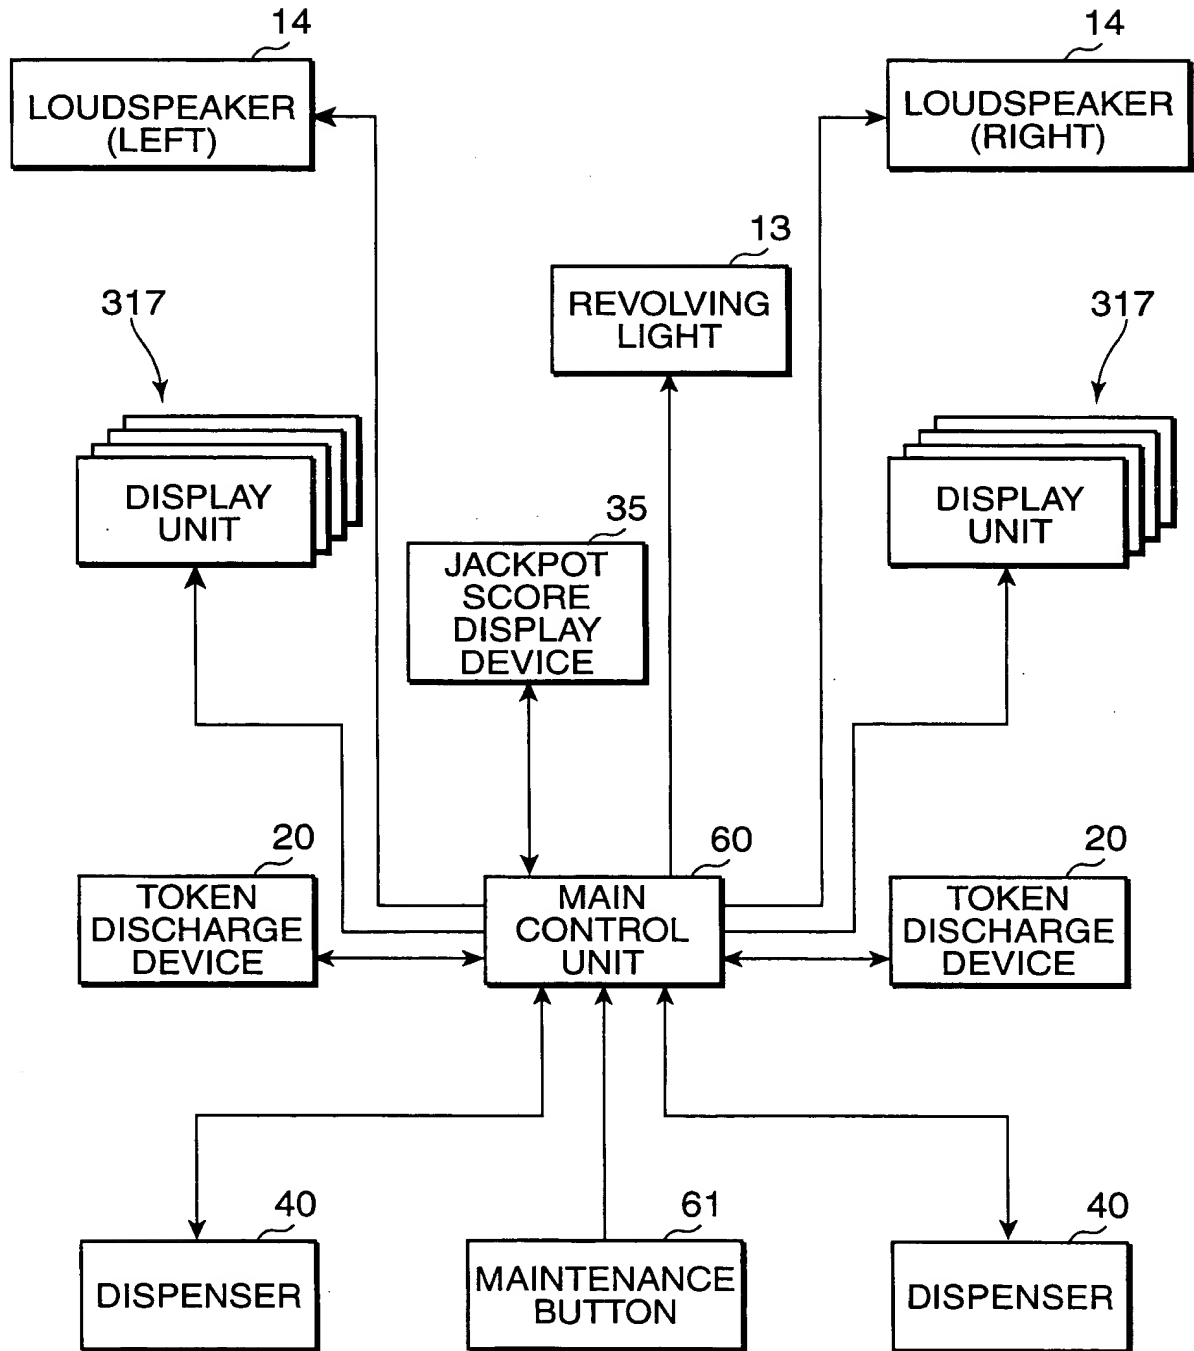 14
LOUDSPEAKER
(LEFT)
14
LOUDSPEAKER
(RIGHT)
13
REVOLVING
LIGHT
317
DISPLAY
UNIT
317
DISPLAY
UNIT
35
JACKPOT
SCORE
DISPLAY
DEVICE
20
TOKEN
DISCHARGE
DEVICE
60
MAIN
CONTROL
UNIT
20
TOKEN
DISCHARGE
DEVICE
40
DISPENSER
61
MAINTENANCE
BUTTON
40
DISPENSER